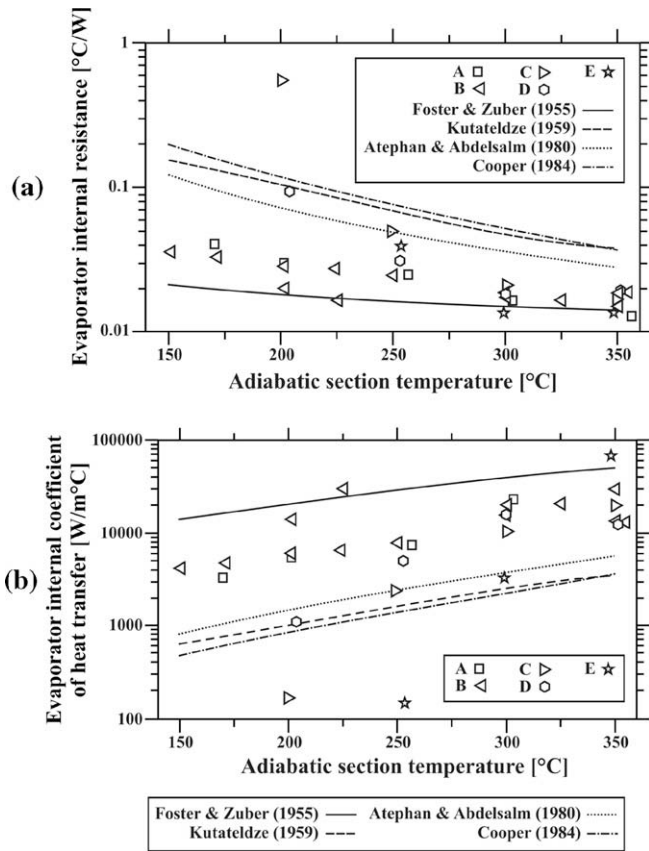 (a)
Evaporator internal resistance [°C/W]
1
0.1
0.01
A C E
B D
Foster & Zuber (1955)
Kutateldze (1959)
Atephan & Abdelsalm (1980)
Cooper (1984)
150 200 250 300 350
Adiabatic section temperature [°C]
(b)
Evaporator internal coefficient
of heat transfer [W/m°C]
100000
10000
1000
100
A C E
B D
150 200 250 300 350
Adiabatic section temperature [°C]
Foster & Zuber (1955) Atephan & Abdelsalm (1980)
Kutateldze (1959) Cooper (1984)